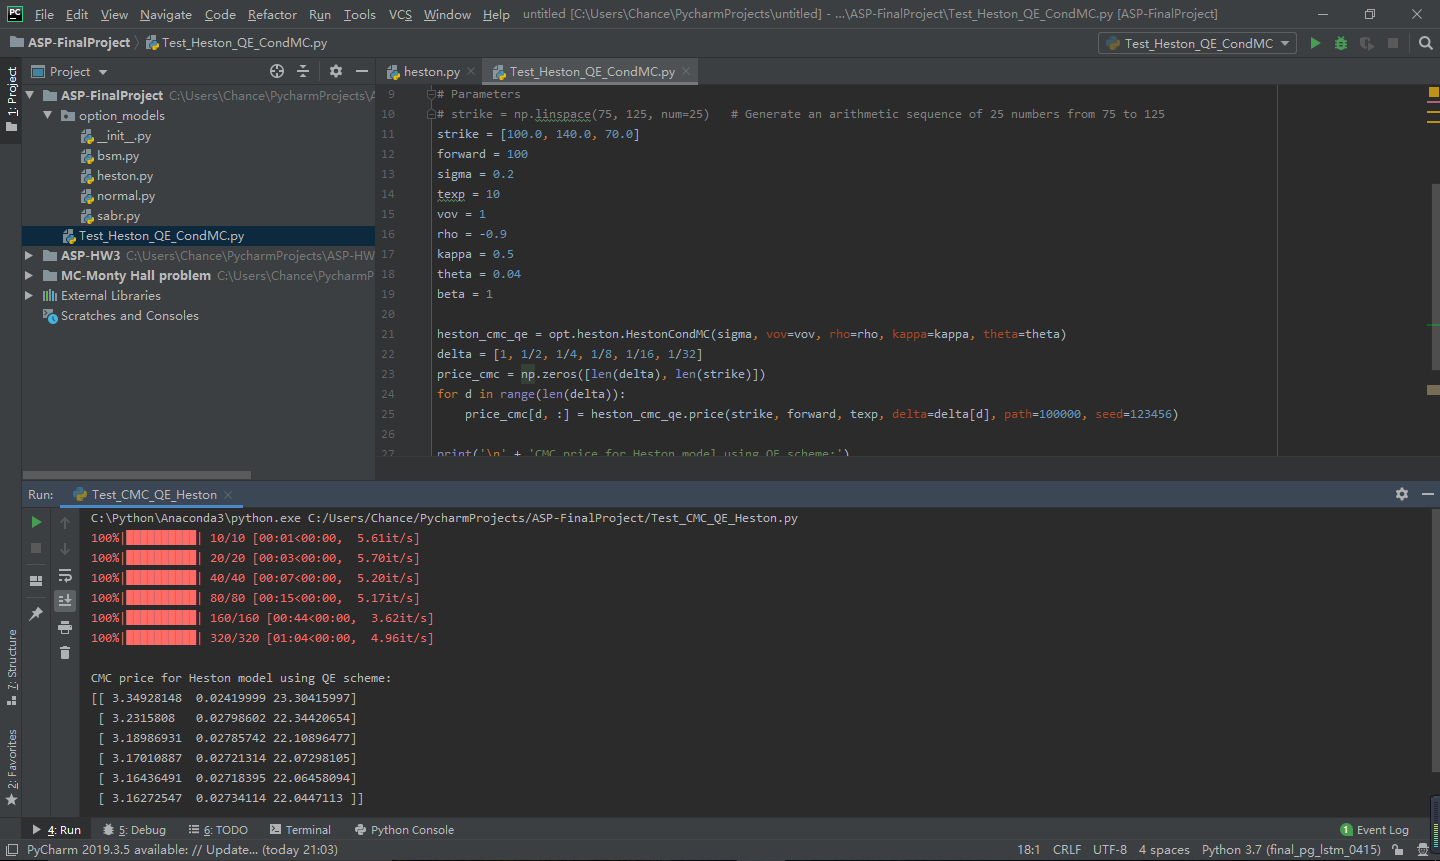 PC File Edit View Navigate Code Refactor Run Tools VCS Window Help untitled [C:\Users\Chance\PycharmProjects\untitled] - ...\ASP-FinalProject\Test_Heston_QE_CondMC.py [ASP-FinalProject]
ASP-FinalProject Test_Heston_QE_CondMC.py Test_Heston_QE_CondMC
1: Project
Project
ASP-FinalProject C:\Users\Chance\PycharmProjects\A
option_models
__init__.py
bsm.py
heston.py
normal.py
sabr.py
Test_Heston_QE_CondMC.py
ASP-HW3 C:\Users\Chance\PycharmProjects\ASP-HW
MC-Monty Hall problem C:\Users\Chance\PycharmP
External Libraries
Scratches and Consoles
heston.py Test_Heston_QE_CondMC.py
9 # Parameters
10 # strike = np.linspace(75, 125, num=25) # Generate an arithmetic sequence of 25 numbers from 75 to 125
11 strike = [100.0, 140.0, 70.0]
12 forward = 100
13 sigma = 0.2
14 texp = 10
15 vov = 1
16 rho = -0.9
17 kappa = 0.5
18 theta = 0.04
19 beta = 1
20
21 heston_cmc_qe = opt.heston.HestonCondMC(sigma, vov=vov, rho=rho, kappa=kappa, theta=theta)
22 delta = [1, 1/2, 1/4, 1/8, 1/16, 1/32]
23 price_cmc = np.zeros([len(delta), len(strike)])
24 for d in range(len(delta)):
25 price_cmc[d, :] = heston_cmc_qe.price(strike, forward, texp, delta=delta[d], path=100000, seed=123456)
26
27 print('\n' + 'CMC price for Heston model using QE scheme:')
Run: Test_CMC_QE_Heston
C:\Python\Anaconda3\python.exe C:/Users/Chance/PycharmProjects/ASP-FinalProject/Test_CMC_QE_Heston.py
100%|██████████| 10/10 [00:01<00:00, 5.61it/s]
100%|██████████| 20/20 [00:03<00:00, 5.70it/s]
100%|██████████| 40/40 [00:07<00:00, 5.20it/s]
100%|██████████| 80/80 [00:15<00:00, 5.17it/s]
100%|██████████| 160/160 [00:44<00:00, 3.62it/s]
100%|██████████| 320/320 [01:04<00:00, 4.96it/s]
CMC price for Heston model using QE scheme:
[[ 3.34928148 0.02419999 23.30415997]
[ 3.2315808 0.02798602 22.34420654]
[ 3.18986931 0.02785742 22.10896477]
[ 3.17010887 0.02721314 22.07298105]
[ 3.16436491 0.02718395 22.06458094]
[ 3.16272547 0.02734114 22.0447113 ]]
7: Structure
2: Favorites
4: Run 5: Debug 6: TODO Terminal Python Console 1 Event Log
PyCharm 2019.3.5 available: // Update... (today 21:03) 18:1 CRLF UTF-8 4 spaces Python 3.7 (final_pg_lstm_0415)